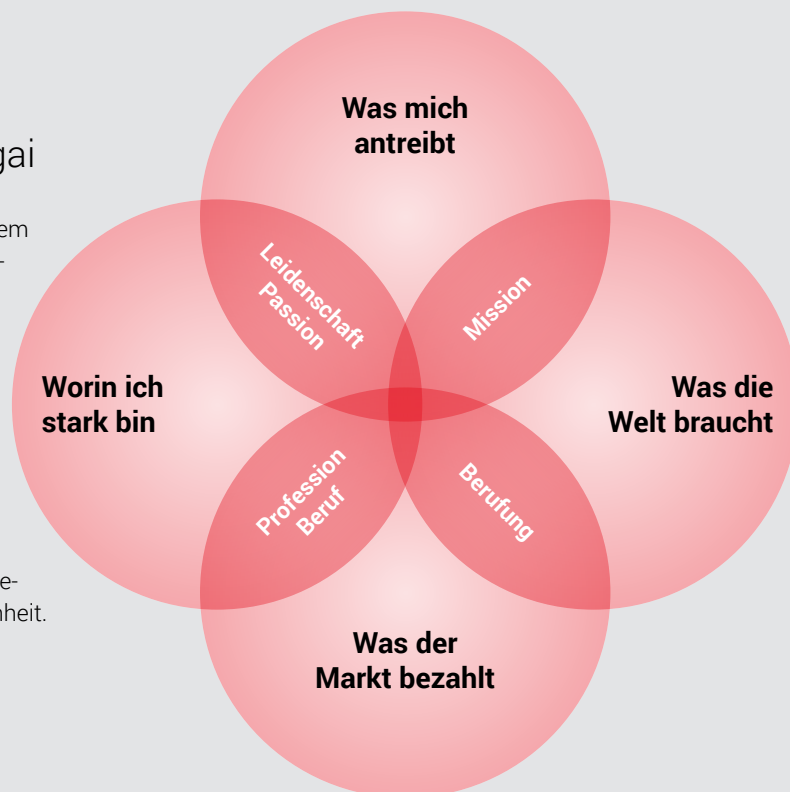 gai
em
-
e-
nheit.
Was mich
antreibt
Leidenschaft
Passion
Mission
Worin ich
stark bin
Was die
Welt braucht
Profession
Beruf
Berufung
Was der
Markt bezahlt